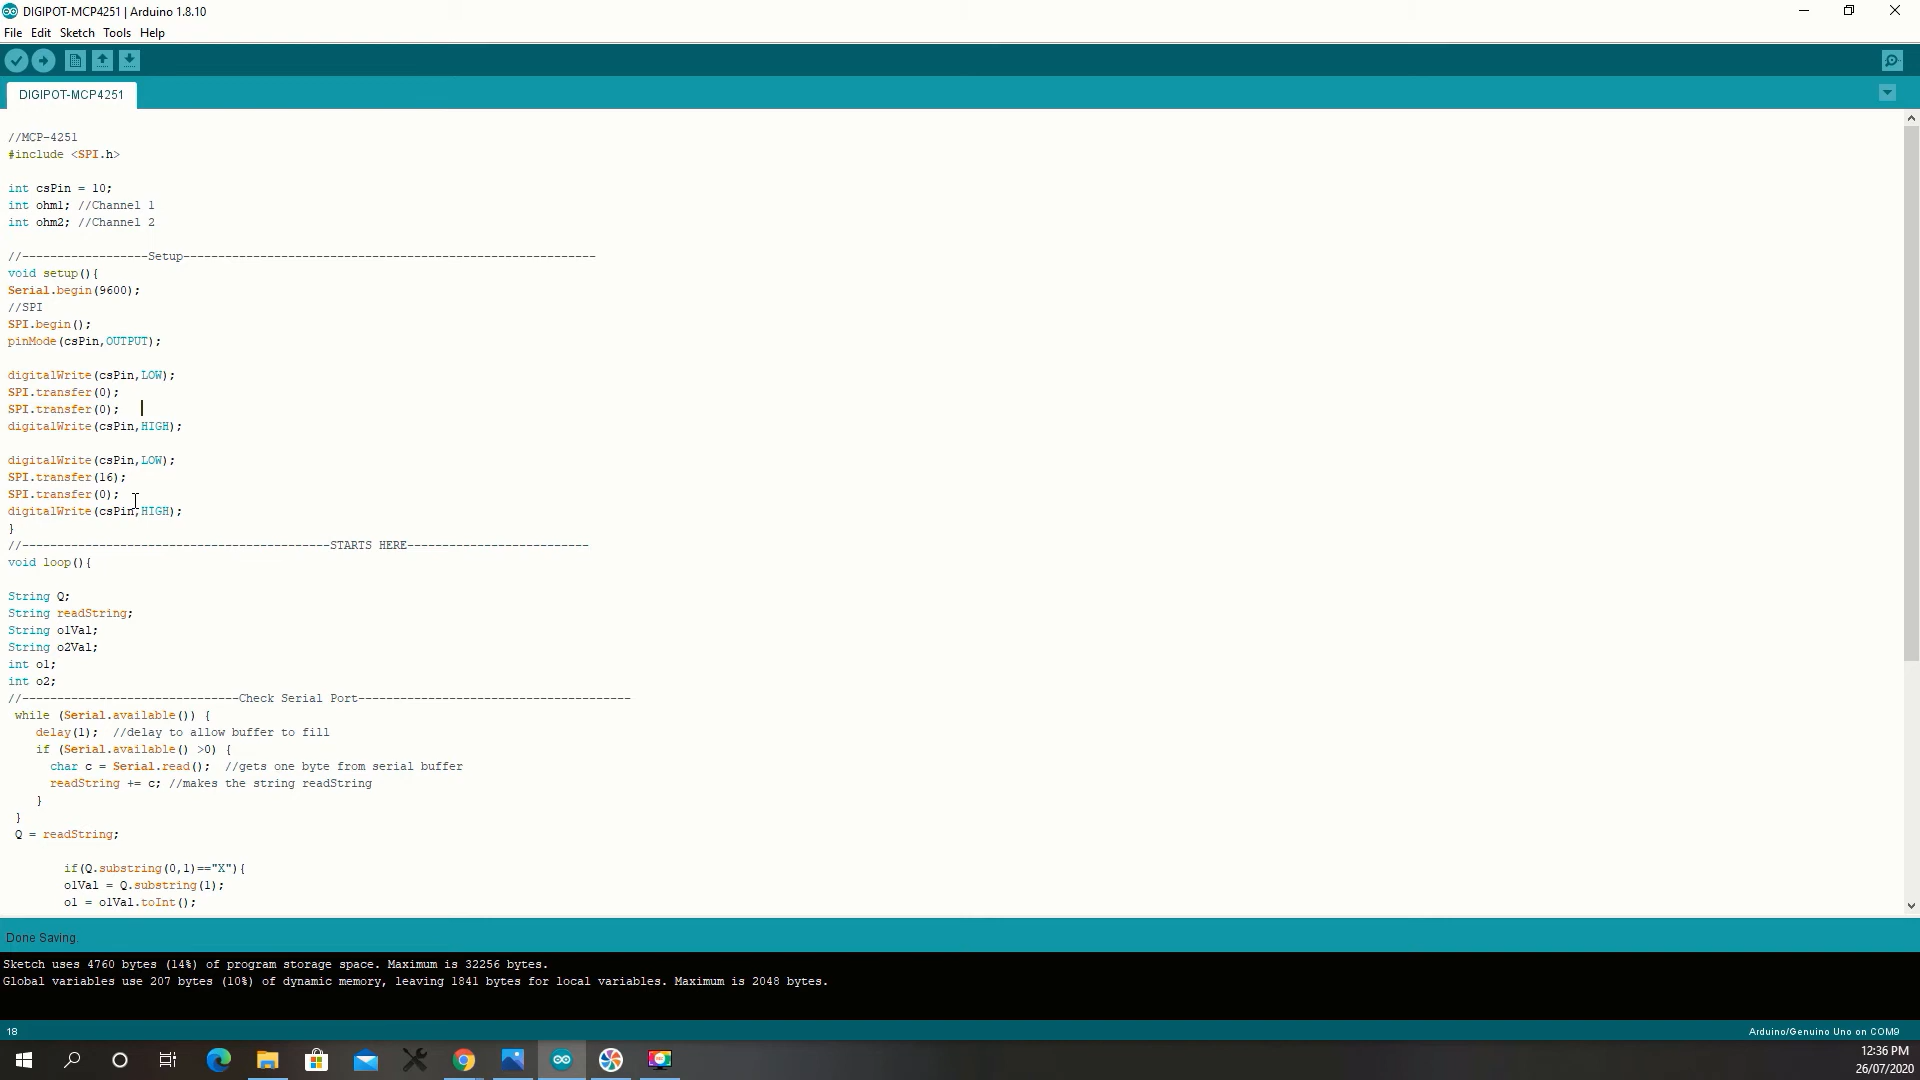 DIGIPOT-MCP4251 | Arduino 1.8.10
File Edit Sketch Tools Help
DIGIPOT-MCP4251
//MCP-4251
#include <SPI.h>
int csPin = 10;
int ohm1; //Channel 1
int ohm2; //Channel 2
//------------------Setup-----------------------------------------------------------
void setup(){
Serial.begin(9600);
//SPI
SPI.begin();
pinMode(csPin,OUTPUT);
digitalWrite(csPin,LOW);
SPI.transfer(0);
SPI.transfer(0);
digitalWrite(csPin,HIGH);
digitalWrite(csPin,LOW);
SPI.transfer(16);
SPI.transfer(0);
digitalWrite(csPin,HIGH);
}
//--------------------------------------------STARTS HERE--------------------------
void loop(){
String Q;
String readString;
String o1Val;
String o2Val;
int o1;
int o2;
//-------------------------------Check Serial Port---------------------------------------
while (Serial.available()) {
delay(1);  //delay to allow buffer to fill
if (Serial.available() >0) {
char c = Serial.read();  //gets one byte from serial buffer
readString += c; //makes the string readString
}
}
Q = readString;
if(Q.substring(0,1)=="X"){
o1Val = Q.substring(1);
o1 = o1Val.toInt();
Done Saving.
Sketch uses 4760 bytes (14%) of program storage space. Maximum is 32256 bytes.
Global variables use 207 bytes (10%) of dynamic memory, leaving 1841 bytes for local variables. Maximum is 2048 bytes.
18 Arduino/Genuino Uno on COM9
12:36 PM
26/07/2020